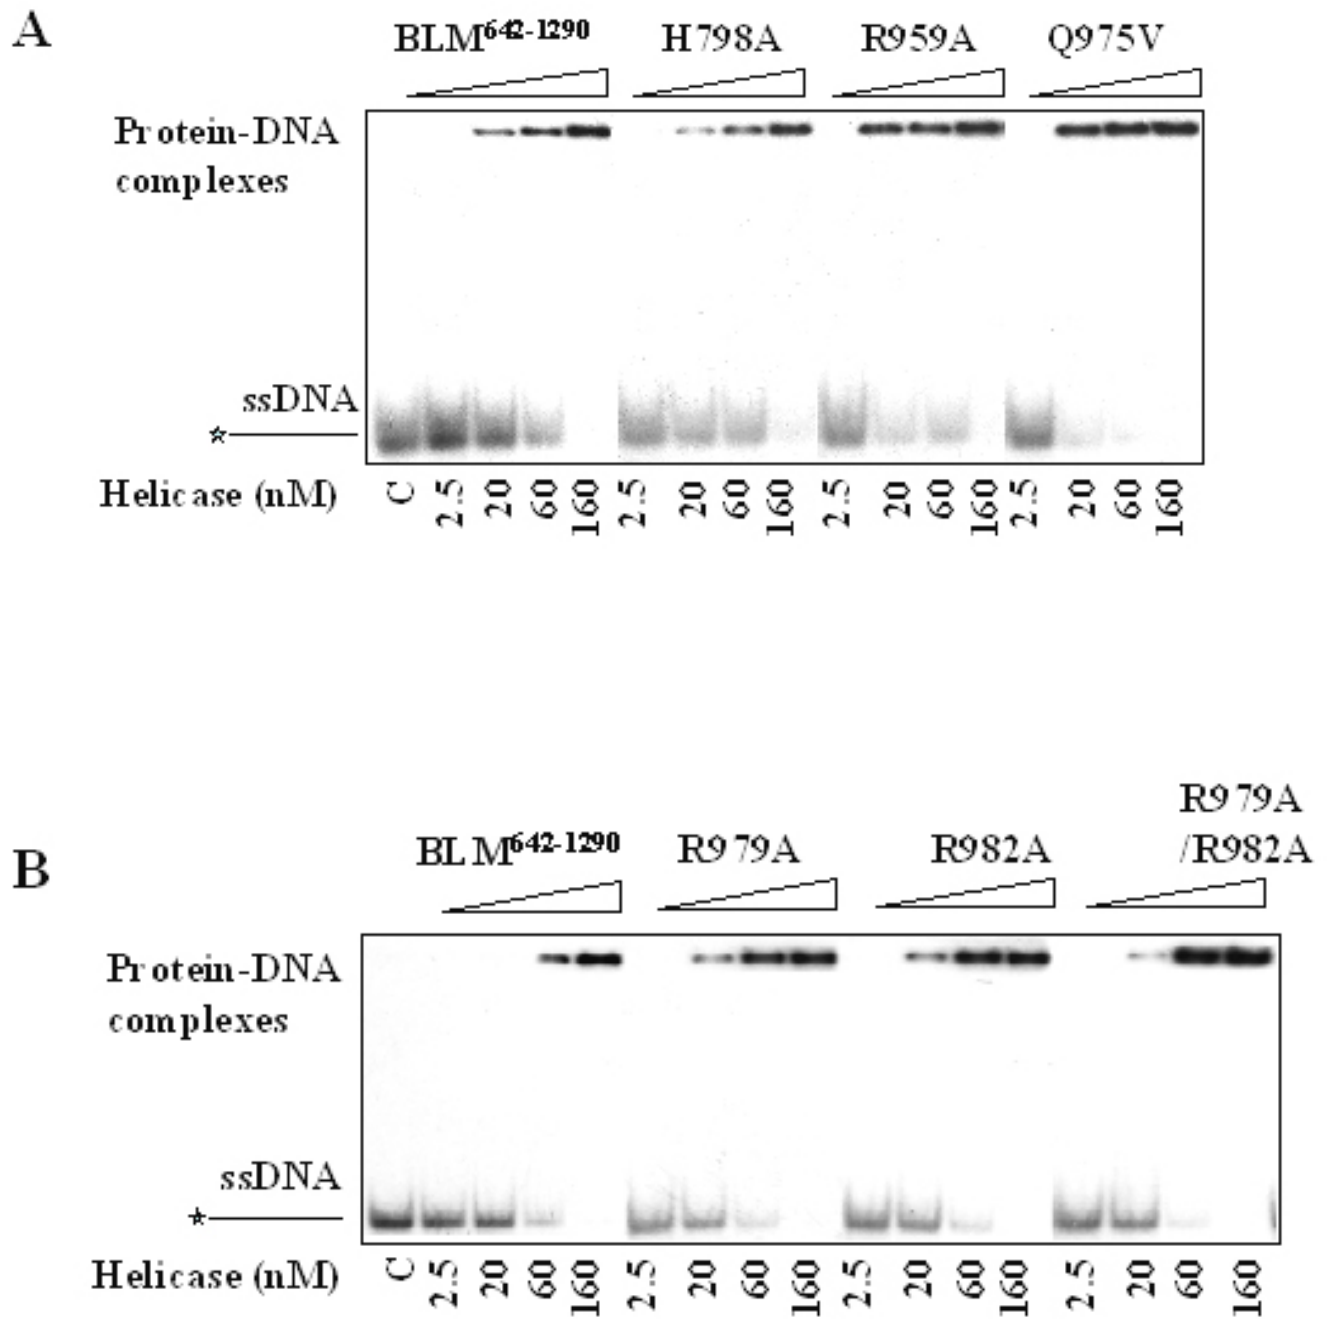 A
BLM642-1290 H798A R959A Q975V
Protein-DNA
complexes
ssDNA
Helicase (nM) C 2.5 20 60 160 2.5 20 60 160 2.5 20 60 160 2.5 20 60 160
R979A
B BLM642-1290 R979A R982A /R982A
Protein-DNA
complexes
ssDNA
Helicase (nM) C 2.5 20 60 160 2.5 20 60 160 2.5 20 60 160 2.5 20 60 160